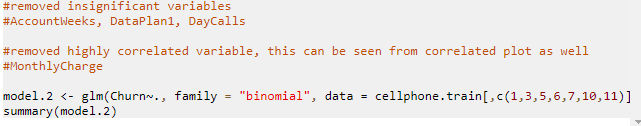 #removed insignificant variables
#AccountWeeks, DataPlan1, DayCalls
#removed highly correlated variable, this can be seen from correlated plot as well
#MonthlyCharge
model.2 <- glm(Churn~., family = "binomial", data = cellphone.train[,c(1,3,5,6,7,10,11)]
summary(model.2)